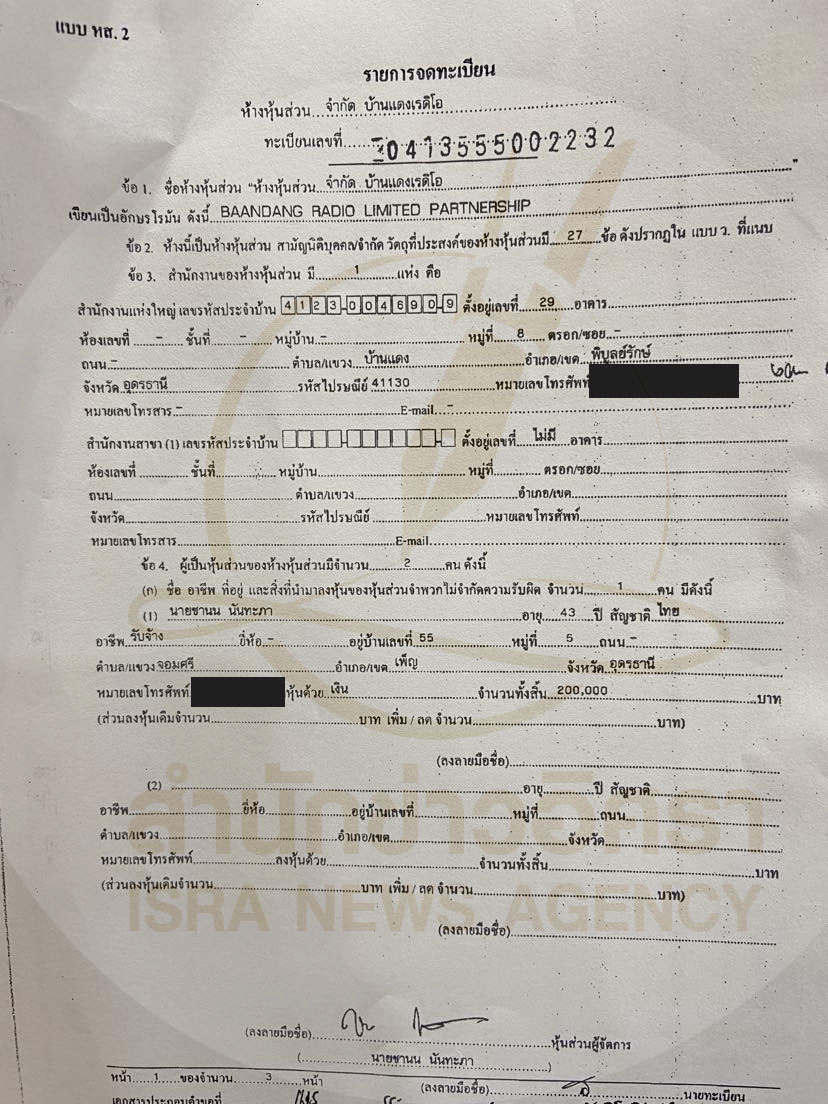 แบบ หส. 2
รายการจดทะเบียน
ห้างหุ้นส่วน จำกัด บ้านแดงเรดิโอ
ทะเบียนเลขที่ 0413555002232
ข้อ 1. ชื่อห้างหุ้นส่วน "ห้างหุ้นส่วน จำกัด บ้านแดงเรดิโอ "
เขียนเป็นอักษรโรมัน ดังนี้ BAANDANG RADIO LIMITED PARTNERSHIP
ข้อ 2. ห้างนี้เป็นห้างหุ้นส่วน สามัญนิติบุคคล/จำกัด วัตถุที่ประสงค์ของห้างหุ้นส่วนมี 27 ข้อ ดังปรากฏใน แบบ ว. ที่แนบ
ข้อ 3. สำนักงานของห้างหุ้นส่วน มี 1 แห่ง คือ
สำนักงานแห่งใหญ่ เลขรหัสประจำบ้าน 4123-004690-9 ตั้งอยู่เลขที่ 29 อาคาร
ห้องเลขที่ - ชั้นที่ - หมู่บ้าน - หมู่ที่ 8 ตรอก/ซอย -
ถนน - ตำบล/แขวง บ้านแดง อำเภอ/เขต พิบูลย์รักษ์
จังหวัด อุดรธานี รหัสไปรษณีย์ 41130 หมายเลขโทรศัพท์
หมายเลขโทรสาร - E-mail -
สำนักงานสาขา (1) เลขรหัสประจำบ้าน ตั้งอยู่เลขที่ ไม่มี อาคาร
ห้องเลขที่ ชั้นที่ หมู่บ้าน หมู่ที่ ตรอก/ซอย
ถนน ตำบล/แขวง อำเภอ/เขต
จังหวัด รหัสไปรษณีย์ หมายเลขโทรศัพท์
หมายเลขโทรสาร E-mail
ข้อ 4. ผู้เป็นหุ้นส่วนของห้างหุ้นส่วนมีจำนวน 2 คน ดังนี้
(ก) ชื่อ อาชีพ ที่อยู่ และสิ่งที่นำมาลงหุ้นของหุ้นส่วนจำพวกไม่จำกัดความรับผิด จำนวน 1 คน มีดังนี้
(1) นายชานน นันทะภา อายุ 43 ปี สัญชาติ ไทย
อาชีพ รับจ้าง ยี่ห้อ - อยู่บ้านเลขที่ 55 หมู่ที่ 5 ถนน -
ตำบล/แขวง จอมศรี อำเภอ/เขต เพ็ญ จังหวัด อุดรธานี
หมายเลขโทรศัพท์ หุ้นด้วย เงิน จำนวนทั้งสิ้น 200,000 บาท
(ส่วนลงหุ้นเดิมจำนวน บาท เพิ่ม / ลด จำนวน บาท)
(ลงลายมือชื่อ)
(2) อายุ ปี สัญชาติ
อาชีพ ยี่ห้อ อยู่บ้านเลขที่ หมู่ที่ ถนน
ตำบล/แขวง อำเภอ/เขต จังหวัด
หมายเลขโทรศัพท์ ลงหุ้นด้วย จำนวนทั้งสิ้น บาท
(ส่วนลงหุ้นเดิมจำนวน บาท เพิ่ม / ลด จำนวน บาท)
สำนักข่าวอิศรา
ISRA NEWS AGENCY
(ลงลายมือชื่อ)
(ลงลายมือชื่อ) หุ้นส่วนผู้จัดการ
( นายชานน นันทะภา )
หน้า 1 ของจำนวน 3 หน้า (ลงลายมือชื่อ) นายทะเบียน
เอกสารประกอบคำขอที่